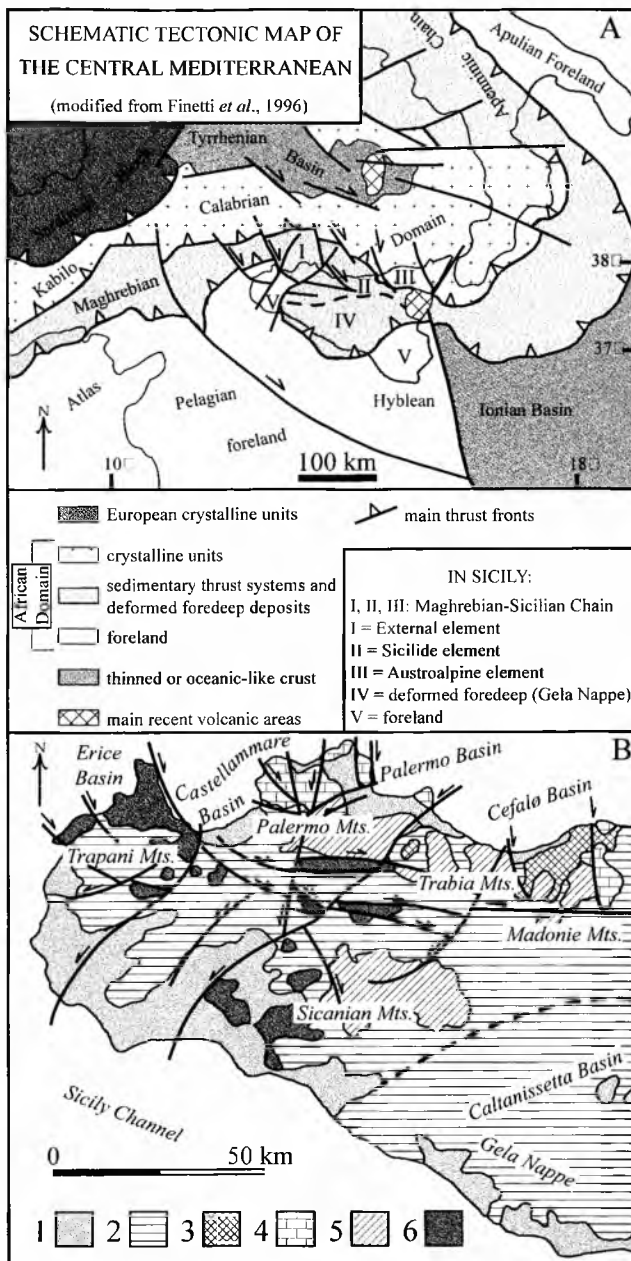 SCHEMATIC TECTONIC MAP OF
THE CENTRAL MEDITERRANEAN
(modified from Finetti et al., 1996)
A
Apulian Foreland
Apenninic
Chain
Tyrrhenian
Basin
Calabrian
Domain
Kabilo
Maghrebian
I
II
III
V
IV
V
38
37
Atlas
Pelagian
Hyblean
foreland
Ionian Basin
N
100 km
10
18
European crystalline units
main thrust fronts
African
Domain
crystalline units
sedimentary thrust systems and
deformed foredeep deposits
foreland
thinned or oceanic-like crust
main recent volcanic areas
IN SICILY:
I, II, III: Maghrebian-Sicilian Chain
I = External element
II = Sicilide element
III = Austroalpine element
IV = deformed foredeep (Gela Nappe)
V = foreland
B
N
Erice
Basin
Castellammare
Basin
Palermo Basin
Cefalø Basin
Palermo Mts.
Trapani Mts.
Trabia Mts.
Madonie Mts.
Sicanian Mts.
Caltanissetta Basin
Gela Nappe
Sicily Channel
0 50 km
1 2 3 4 5 6